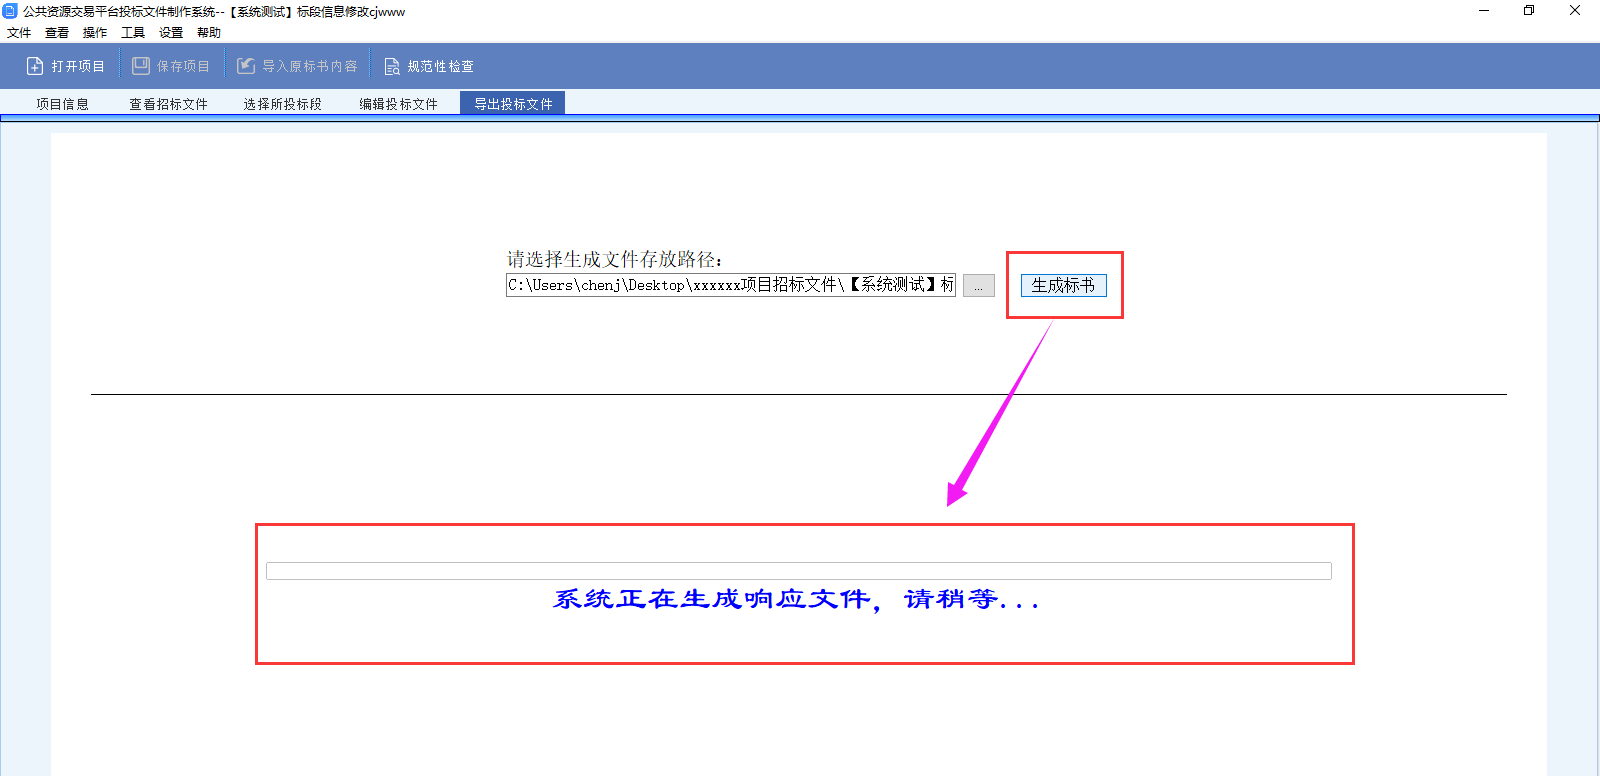 公共资源交易平台投标文件制作系统--【系统测试】标段信息修改cjwww
文件 查看 操作 工具 设置 帮助
打开项目 保存项目 导入原标书内容 规范性检查
项目信息 查看招标文件 选择所投标段 编辑投标文件 导出投标文件
请选择生成文件存放路径：
C:\Users\chenj\Desktop\xxxxxx项目招标文件\【系统测试】标 ... 生成标书
系统正在生成响应文件，请稍等...